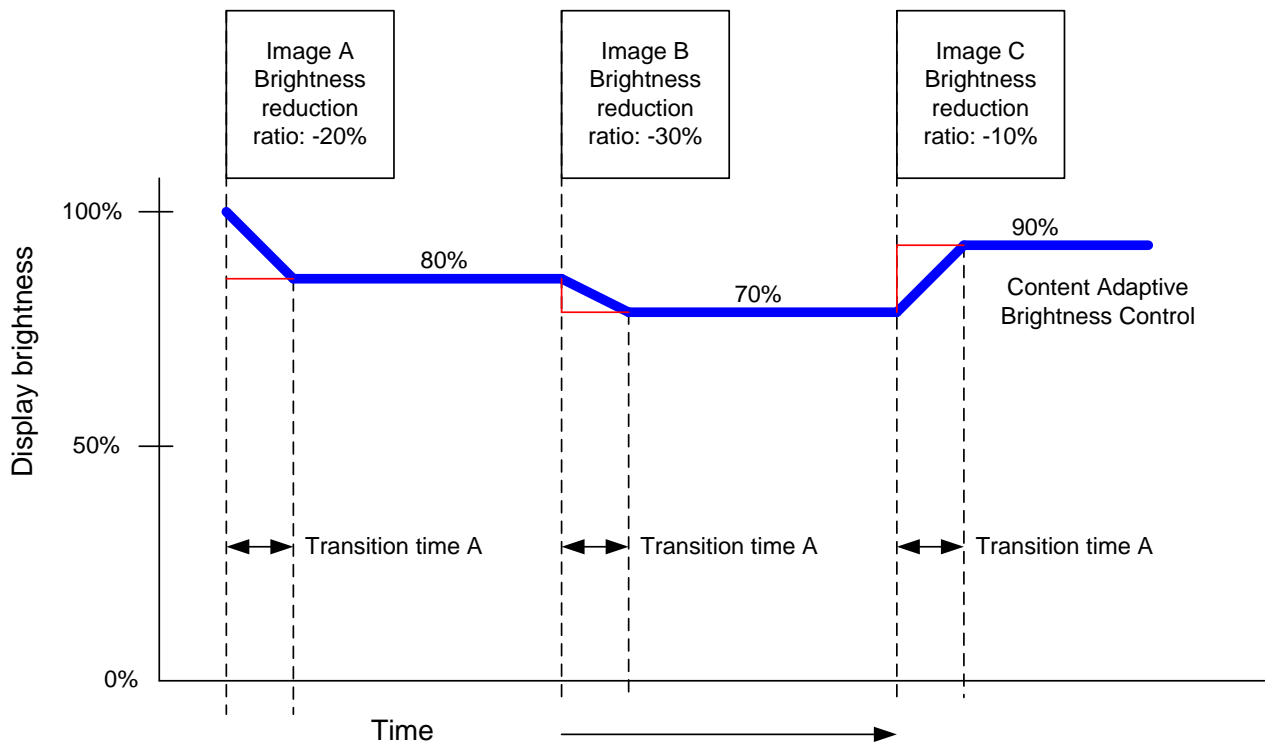 Image A
Brightness
reduction
ratio: -20%
Image B
Brightness
reduction
ratio: -30%
Image C
Brightness
reduction
ratio: -10%
100%
80%
70%
90%
Content Adaptive
Brightness Control
Display brightness
50%
Transition time A
Transition time A
Transition time A
0%
Time